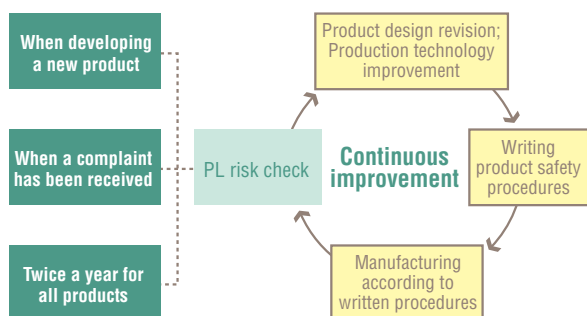 When developing
a new product
When a complaint
has been received
Twice a year for
all products
PL risk check
Product design revision;
Production technology
improvement
Continuous
improvement
Writing
product safety
procedures
Manufacturing
according to
written procedures